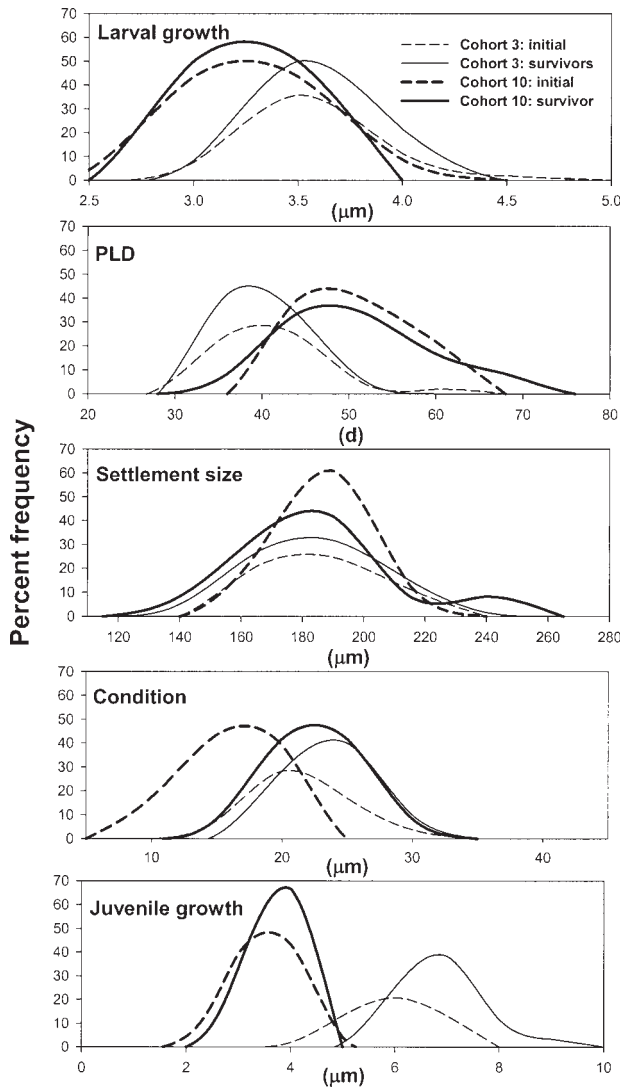 Percent frequency
Larval growth
Cohort 3: initial
Cohort 3: survivors
Cohort 10: initial
Cohort 10: survivor
70
60
50
40
30
20
10
0
2.5 3.0 3.5 4.0 4.5 5.0
(μm)
PLD
70
60
50
40
30
20
10
0
20 30 40 50 60 70 80
(d)
Settlement size
70
60
50
40
30
20
10
0
120 140 160 180 200 220 240 260 280
(μm)
Condition
70
60
50
40
30
20
10
0
10 20 30 40
(μm)
Juvenile growth
70
60
50
40
30
20
10
0
0 2 4 6 8 10
(μm)